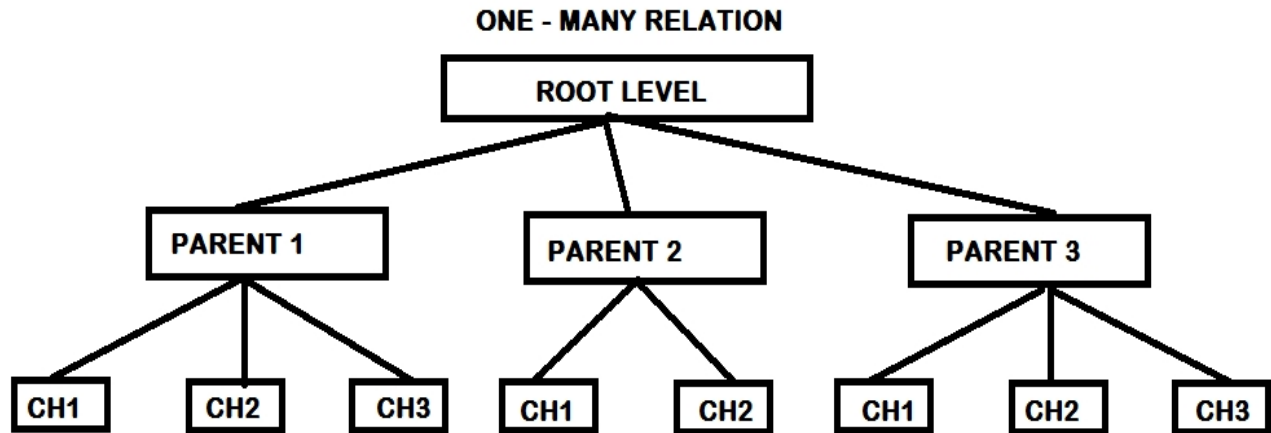 ONE - MANY RELATION
ROOT LEVEL
PARENT 1
PARENT 2
PARENT 3
CH1
CH2
CH3
CH1
CH2
CH1
CH2
CH3